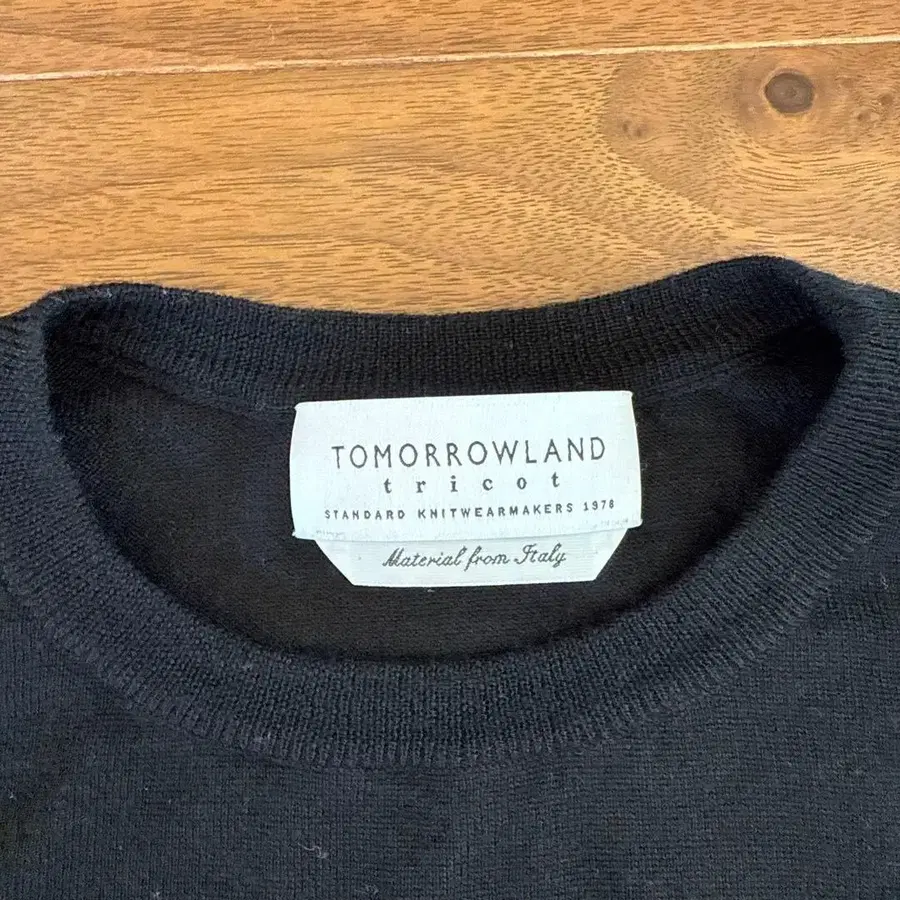 TOMORROWLAND
tricot
STANDARD KNITWEARMAKERS 1978
Material from Italy